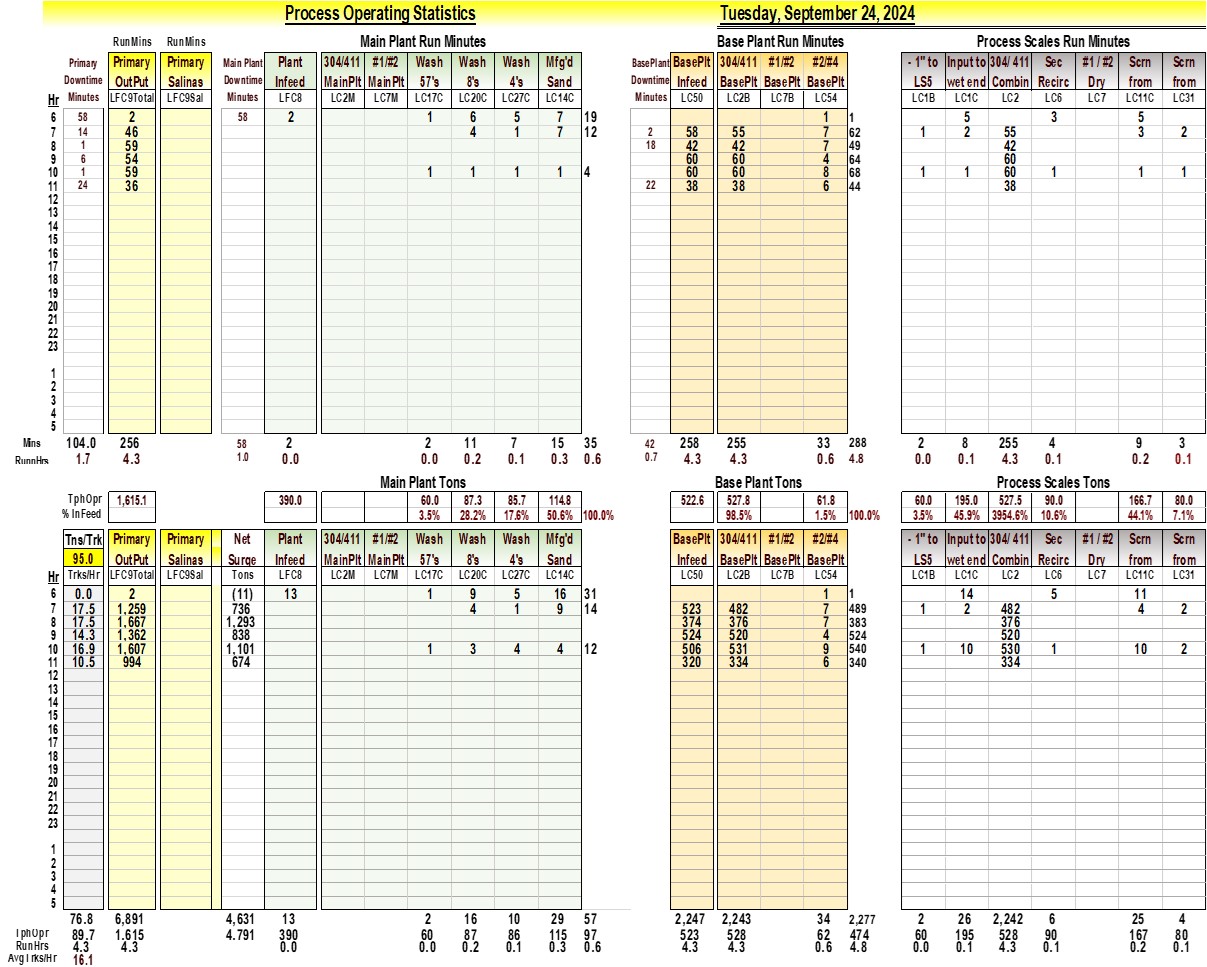 Process Operating Statistics Tuesday, September 24, 2024
RunMins RunMins Main Plant Run Minutes Base Plant Run Minutes Process Scales Run Minutes
Primary Primary Primary Main Plant Plant 304/411 #1/#2 Wash Wash Wash Mfg'd BasePlant BasePlt 304/411 #1/#2 #2/#4 - 1" to Input to 304/ 411 Sec #1 / #2 Scrn Scrn
Downtime OutPut Salinas Downtime Infeed MainPlt MainPlt 57's 8's 4's Sand Downtime Infeed BasePlt BasePlt BasePlt LS5 wet end Combin Recirc Dry from from
Hr Minutes LFC9Total LFC9Sal Minutes LFC8 LC2M LC7M LC17C LC20C LC27C LC14C Minutes LC50 LC2B LC7B LC54 LC1B LC1C LC2 LC6 LC7 LC11C LC31
6 58 2 58 2 1 6 5 7 19 1 1 5 3 5
7 14 46 4 1 7 12 2 58 55 7 62 1 2 55 3 2
8 1 59 18 42 42 7 49 42
9 6 54 60 60 4 64 60
10 1 59 1 1 1 1 4 60 60 8 68 1 1 60 1 1 1
11 24 36 22 38 38 6 44 38
12
13
14
15
16
17
18
19
20
21
22
23
1
2
3
4
5
Mins 104.0 256 58 2 2 11 7 15 35 42 258 255 33 288 2 8 255 4 9 3
RunnHrs 1.7 4.3 1.0 0.0 0.0 0.2 0.1 0.3 0.6 0.7 4.3 4.3 0.6 4.8 0.0 0.1 4.3 0.1 0.2 0.1
Main Plant Tons Base Plant Tons Process Scales Tons
TphOpr 1,615.1 390.0 60.0 87.3 85.7 114.8 522.6 527.8 61.8 60.0 195.0 527.5 90.0 166.7 80.0
% InFeed 3.5% 28.2% 17.6% 50.6% 100.0% 98.5% 1.5% 100.0% 3.5% 45.9% 3954.6% 10.6% 44.1% 7.1%
Tns/Trk Primary Primary Net Plant 304/411 #1/#2 Wash Wash Wash Mfg'd BasePlt 304/411 #1/#2 #2/#4 - 1" to Input to 304/ 411 Sec #1 / #2 Scrn Scrn
95.0 OutPut Salinas Surge Infeed MainPlt MainPlt 57's 8's 4's Sand Infeed BasePlt BasePlt BasePlt LS5 wet end Combin Recirc Dry from from
Hr Trks/Hr LFC9Total LFC9Sal Tons LFC8 LC2M LC7M LC17C LC20C LC27C LC14C LC50 LC2B LC7B LC54 LC1B LC1C LC2 LC6 LC7 LC11C LC31
6 0.0 2 (11) 13 1 9 5 16 31 1 1 14 5 11
7 17.5 1,259 736 4 1 9 14 523 482 7 489 1 2 482 4 2
8 17.5 1,667 1,293 374 376 7 383 376
9 14.3 1,362 838 524 520 4 524 520
10 16.9 1,607 1,101 1 3 4 4 12 506 531 9 540 1 10 530 1 10 2
11 10.5 994 674 320 334 6 340 334
12
13
14
15
16
17
18
19
20
21
22
23
1
2
3
4
5
76.8 6,891 4,631 13 2 16 10 29 57 2,247 2,243 34 2,277 2 26 2,242 6 25 4
TphOpr 89.7 1,615 4,791 390 60 87 86 115 97 523 528 62 474 60 195 528 90 167 80
RunHrs 4.3 4.3 0.0 0.0 0.2 0.1 0.3 0.6 4.3 4.3 0.6 4.8 0.0 0.1 4.3 0.1 0.2 0.1
AvgTrks/Hr 16.1